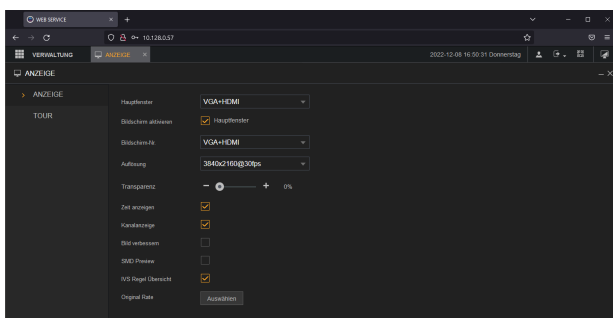 WEB SERVICE
10.128.0.57
VERWALTUNG ANZEIGE 2022-12-08 16:50:31 Donnerstag
ANZEIGE
ANZEIGE
TOUR
Hauptfenster VGA+HDMI
Bildschirm aktivieren Hauptfenster
Bildschirm-Nr. VGA+HDMI
Auflösung 3840x2160@30fps
Transparenz 0%
Zeit anzeigen
Kanalanzeige
Bild verbessern
SMD Preview
IVS Regel Übersicht
Original Rate Auswählen